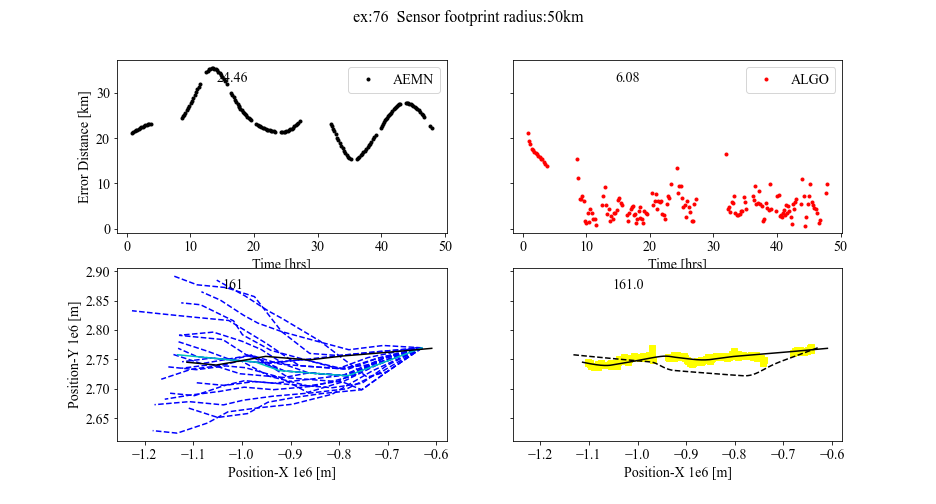 ex:76 Sensor footprint radius:50km
24.46
AEMN
6.08
ALGO
Error Distance [km]
30
20
10
0
0 10 20 30 40 50
0 10 20 30 40 50
Time [hrs]
Time [hrs]
161
161.0
Position-Y 1e6 [m]
2.90
2.85
2.80
2.75
2.70
2.65
−1.2 −1.1 −1.0 −0.9 −0.8 −0.7 −0.6
−1.2 −1.1 −1.0 −0.9 −0.8 −0.7 −0.6
Position-X 1e6 [m]
Position-X 1e6 [m]